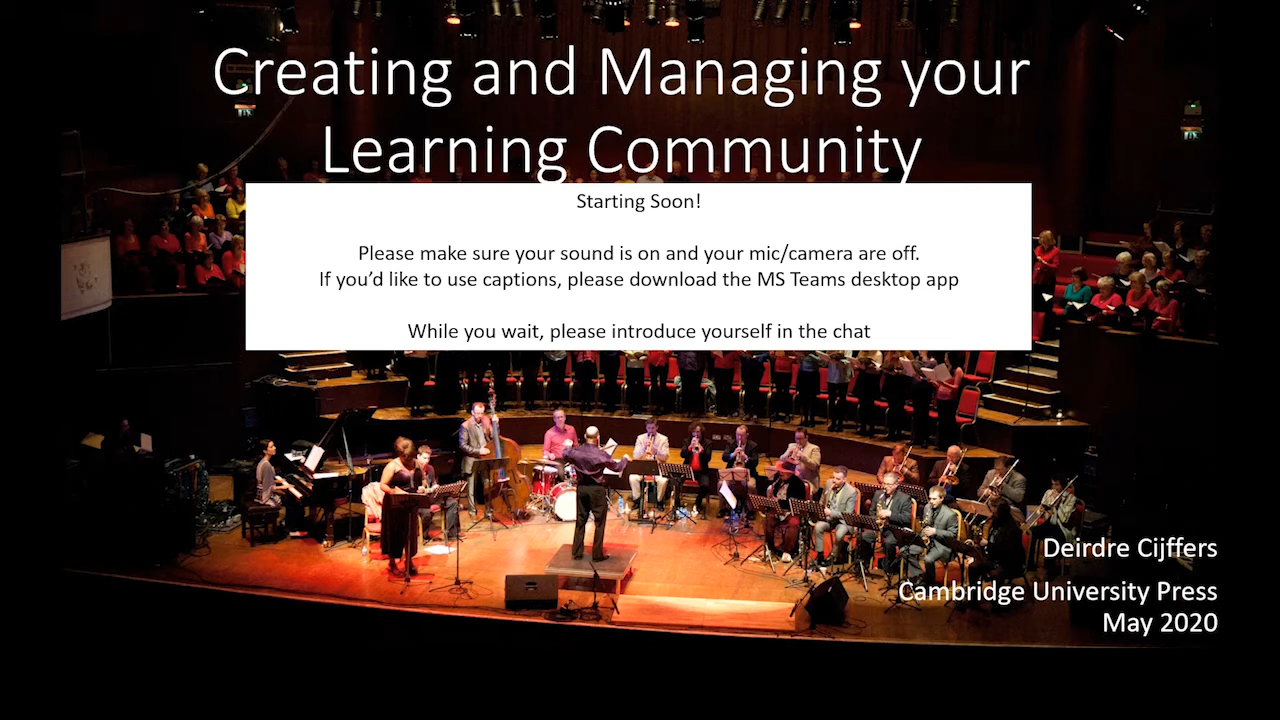 Creating and Managing your
Learning Community
Starting Soon!
Please make sure your sound is on and your mic/camera are off.
If you’d like to use captions, please download the MS Teams desktop app
While you wait, please introduce yourself in the chat
Deirdre Cijffers
Cambridge University Press
May 2020